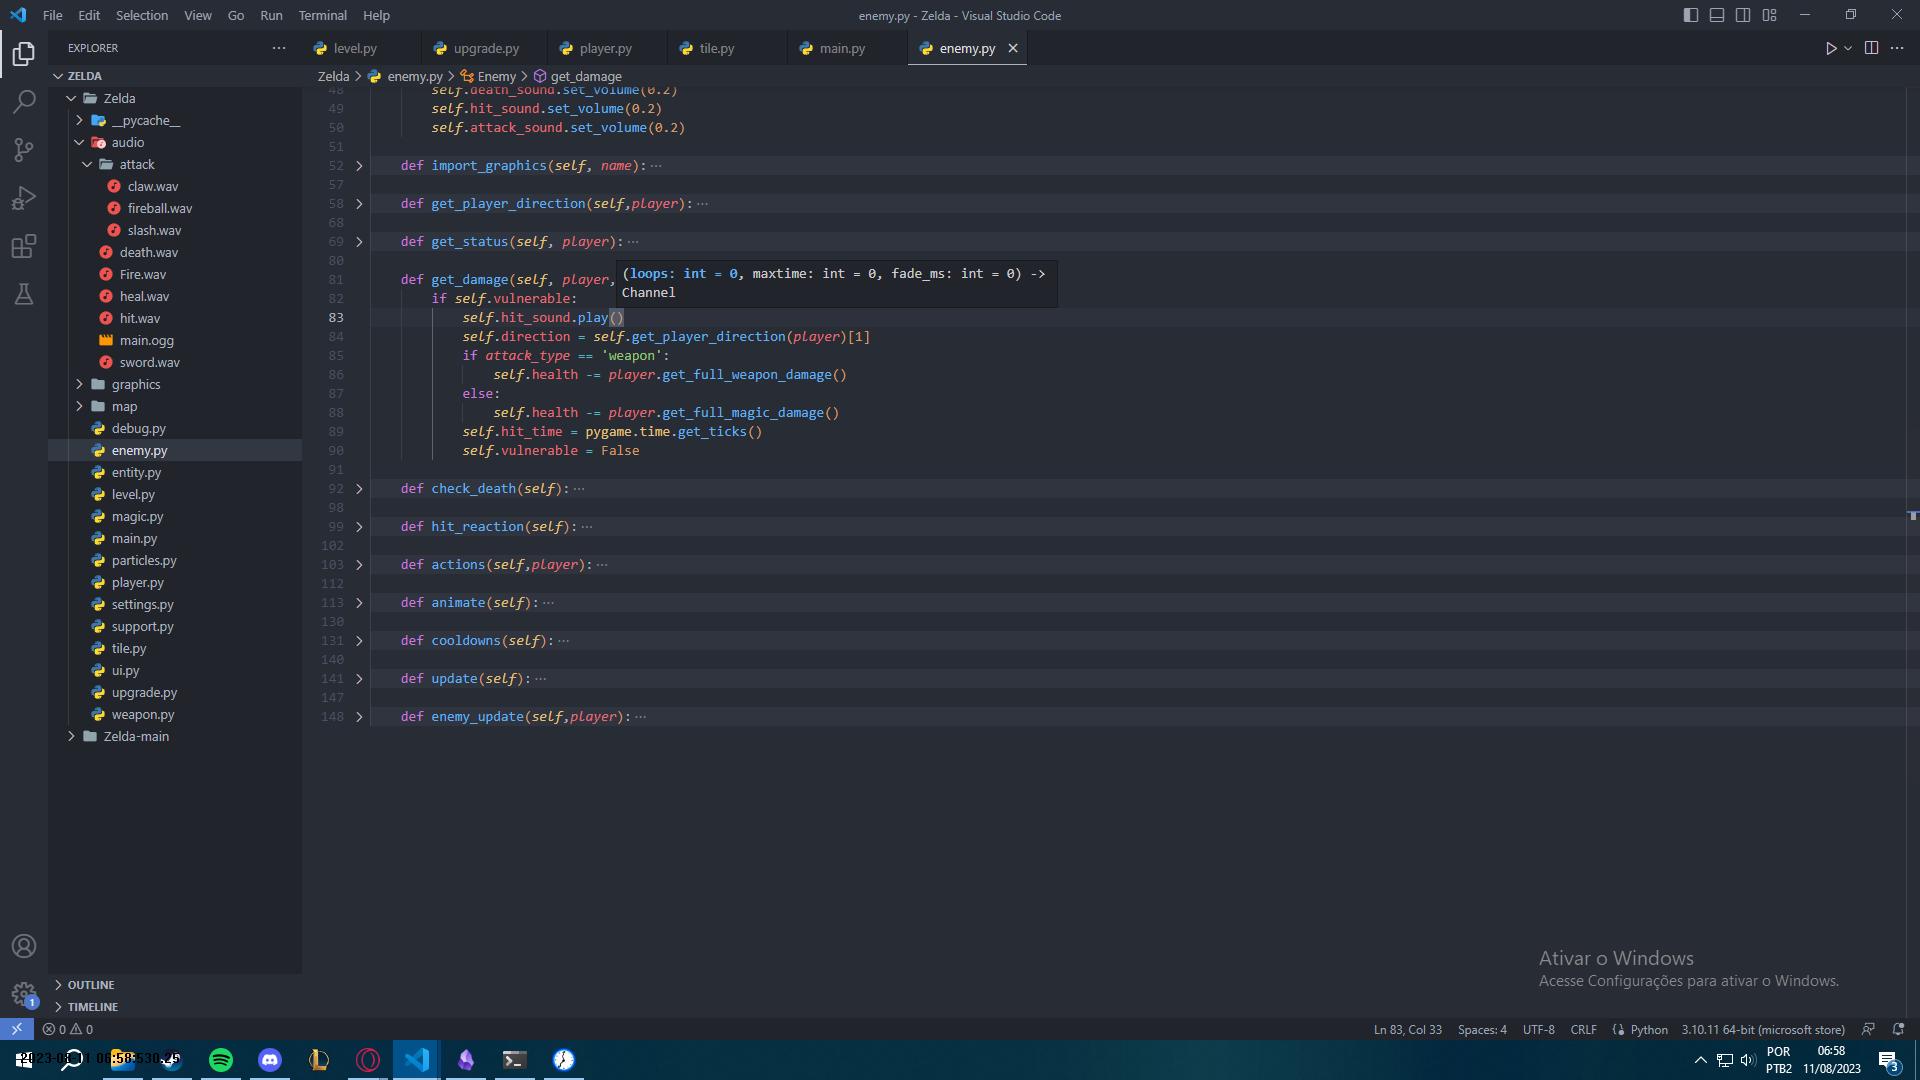 File Edit Selection View Go Run Terminal Help
enemy.py - Zelda - Visual Studio Code
EXPLORER
level.py upgrade.py player.py tile.py main.py enemy.py
ZELDA
Zelda
__pycache__
audio
attack
claw.wav
fireball.wav
slash.wav
death.wav
Fire.wav
heal.wav
hit.wav
main.ogg
sword.wav
graphics
map
debug.py
enemy.py
entity.py
level.py
magic.py
main.py
particles.py
player.py
settings.py
support.py
tile.py
ui.py
upgrade.py
weapon.py
Zelda-main
OUTLINE
TIMELINE
Zelda > enemy.py > Enemy > get_damage
48 self.death_sound.set_volume(0.2)
49 self.hit_sound.set_volume(0.2)
50 self.attack_sound.set_volume(0.2)
51
52 def import_graphics(self, name):...
57
58 def get_player_direction(self,player):...
68
69 def get_status(self, player):...
80
81 def get_damage(self, player,
(loops: int = 0, maxtime: int = 0, fade_ms: int = 0) ->
Channel
82 if self.vulnerable:
83 self.hit_sound.play()
84 self.direction = self.get_player_direction(player)[1]
85 if attack_type == 'weapon':
86 self.health -= player.get_full_weapon_damage()
87 else:
88 self.health -= player.get_full_magic_damage()
89 self.hit_time = pygame.time.get_ticks()
90 self.vulnerable = False
91
92 def check_death(self):...
98
99 def hit_reaction(self):...
102
103 def actions(self,player):...
112
113 def animate(self):...
130
131 def cooldowns(self):...
140
141 def update(self):...
147
148 def enemy_update(self,player):...
Ativar o Windows
Acesse Configurações para ativar o Windows.
1
0 0
Ln 83, Col 33 Spaces: 4 UTF-8 CRLF Python 3.10.11 64-bit (microsoft store)
POR
PTB2
06:58
11/08/2023
3